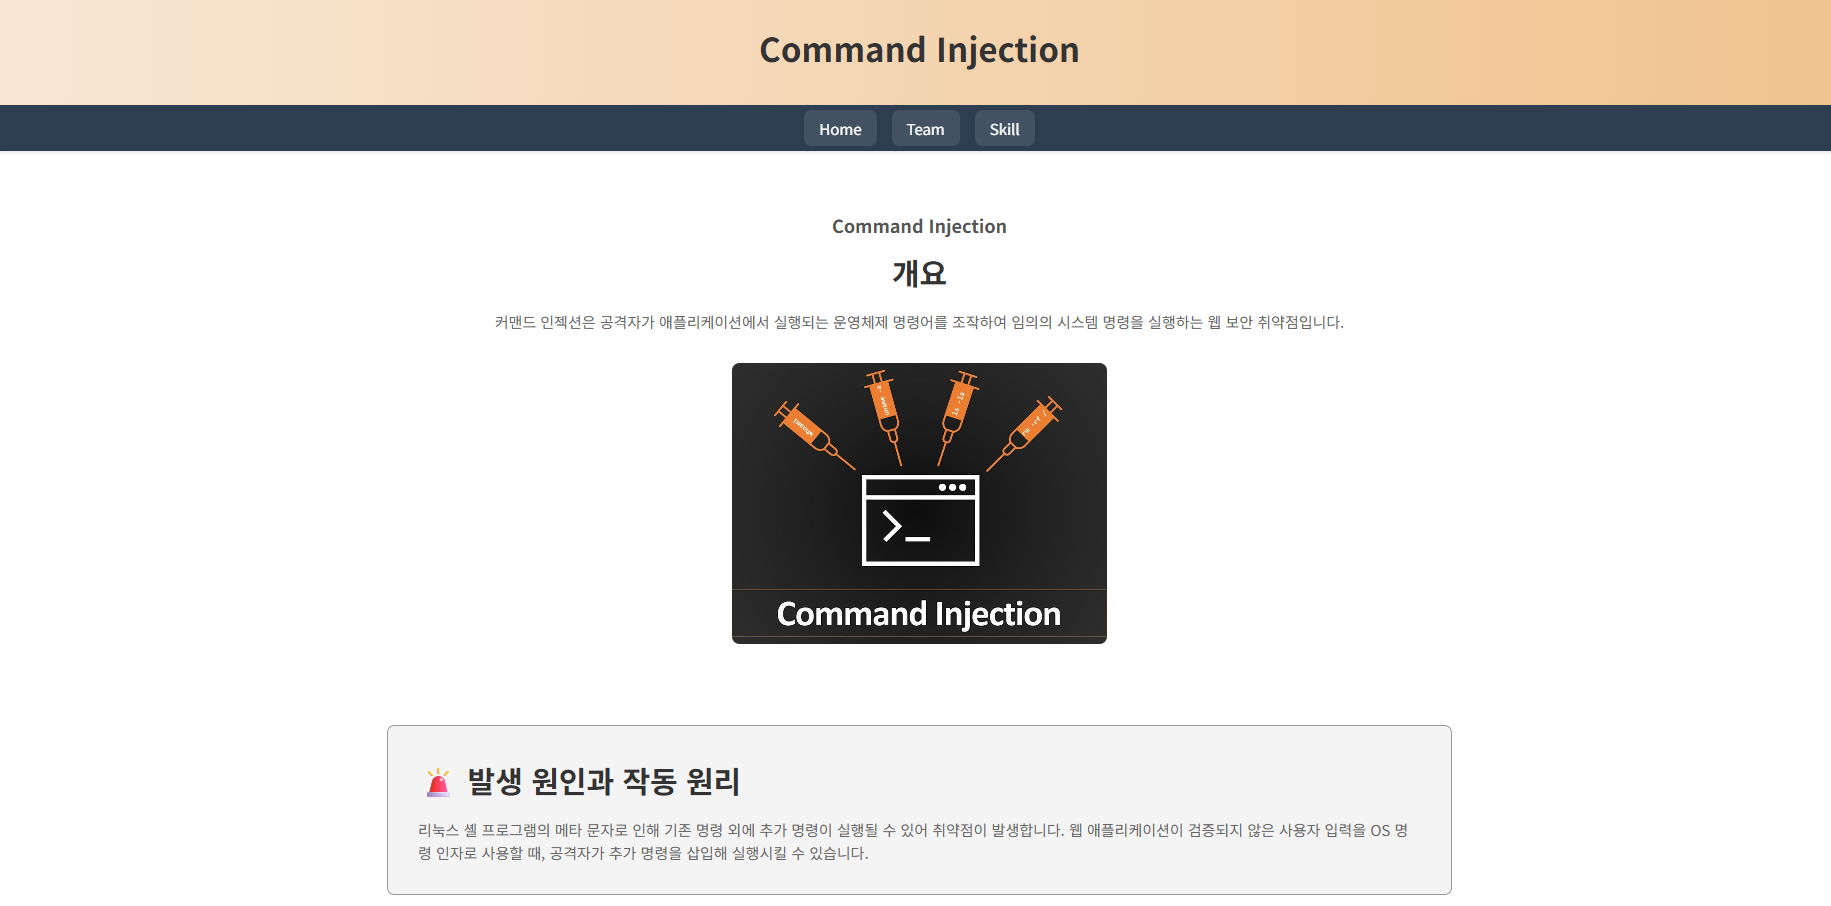 Command Injection
Home
Team
Skill
Command Injection
개요
커맨드 인젝션은 공격자가 애플리케이션에서 실행되는 운영체제 명령어를 조작하여 임의의 시스템 명령을 실행하는 웹 보안 취약점입니다.
whoami
uname -a
ls -la
rm -rf /
>_
Command Injection
발생 원인과 작동 원리
리눅스 셸 프로그램의 메타 문자로 인해 기존 명령 외에 추가 명령이 실행될 수 있어 취약점이 발생합니다. 웹 애플리케이션이 검증되지 않은 사용자 입력을 OS 명
령 인자로 사용할 때, 공격자가 추가 명령을 삽입해 실행시킬 수 있습니다.